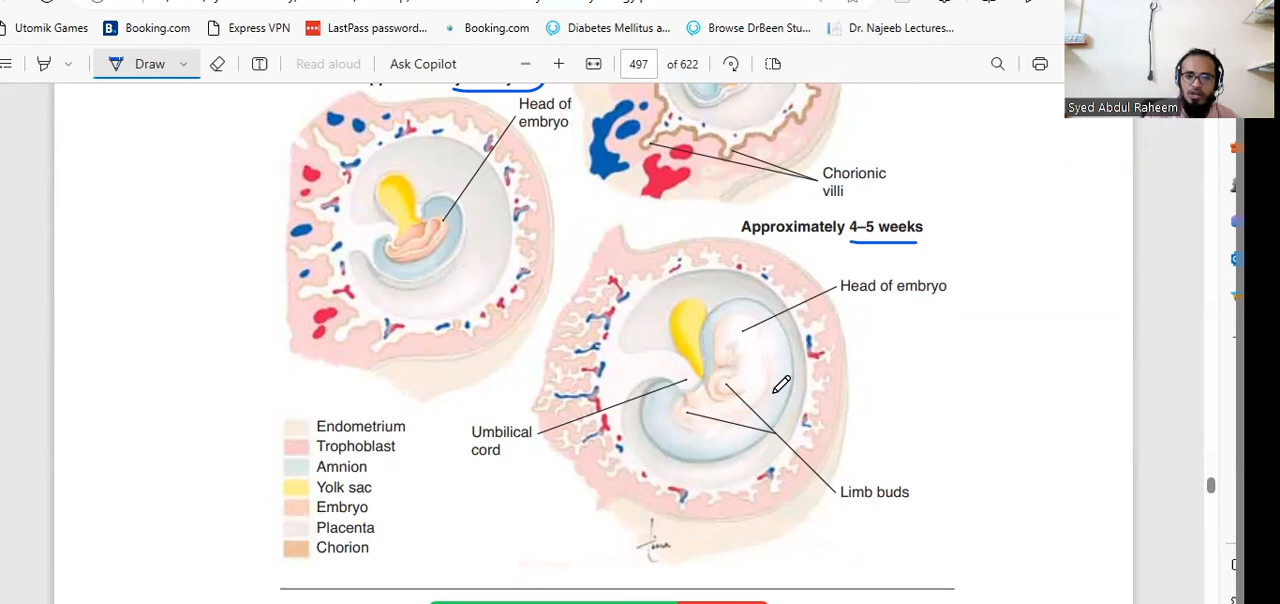 Utomik Games
Booking.com
Express VPN
LastPass password...
Booking.com
Diabetes Mellitus a...
Browse DrBeen Stu...
Dr. Najeeb Lectures...
Draw
Read aloud
Ask Copilot
497
of 622
Syed Abdul Raheem
Head of
embryo
Chorionic
villi
Approximately 4–5 weeks
Head of embryo
Umbilical
cord
Limb buds
Endometrium
Trophoblast
Amnion
Yolk sac
Embryo
Placenta
Chorion